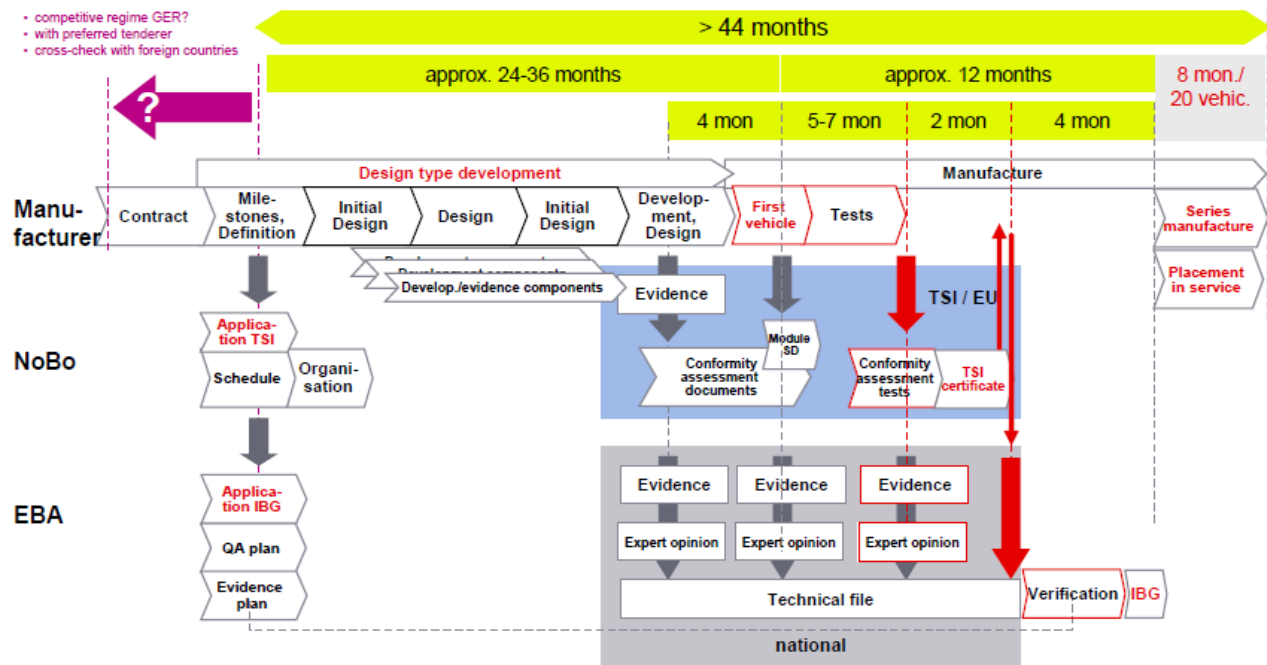 competitive regime GER?
with preferred tenderer
cross-check with foreign countries
> 44 months
approx. 24-36 months
approx. 12 months
8 mon./
20 vehic.
?
4 mon
5-7 mon
2 mon
4 mon
Design type development
Manufacture
Manu-
facturer
Contract
Mile-
stones,
Definition
Initial
Design
Design
Initial
Design
Develop-
ment,
Design
First
vehicle
Tests
Series
manufacture
Placement
in service
Development components
Develop./evidence components
Evidence
TSI / EU
NoBo
Applica-
tion TSI
Schedule
Organi-
sation
Module
SD
Conformity
assessment
documents
Conformity
assessment
tests
TSI
certificate
EBA
Applica-
tion IBG
QA plan
Evidence
plan
Evidence
Evidence
Evidence
Expert opinion
Expert opinion
Expert opinion
Technical file
Verification
IBG
national